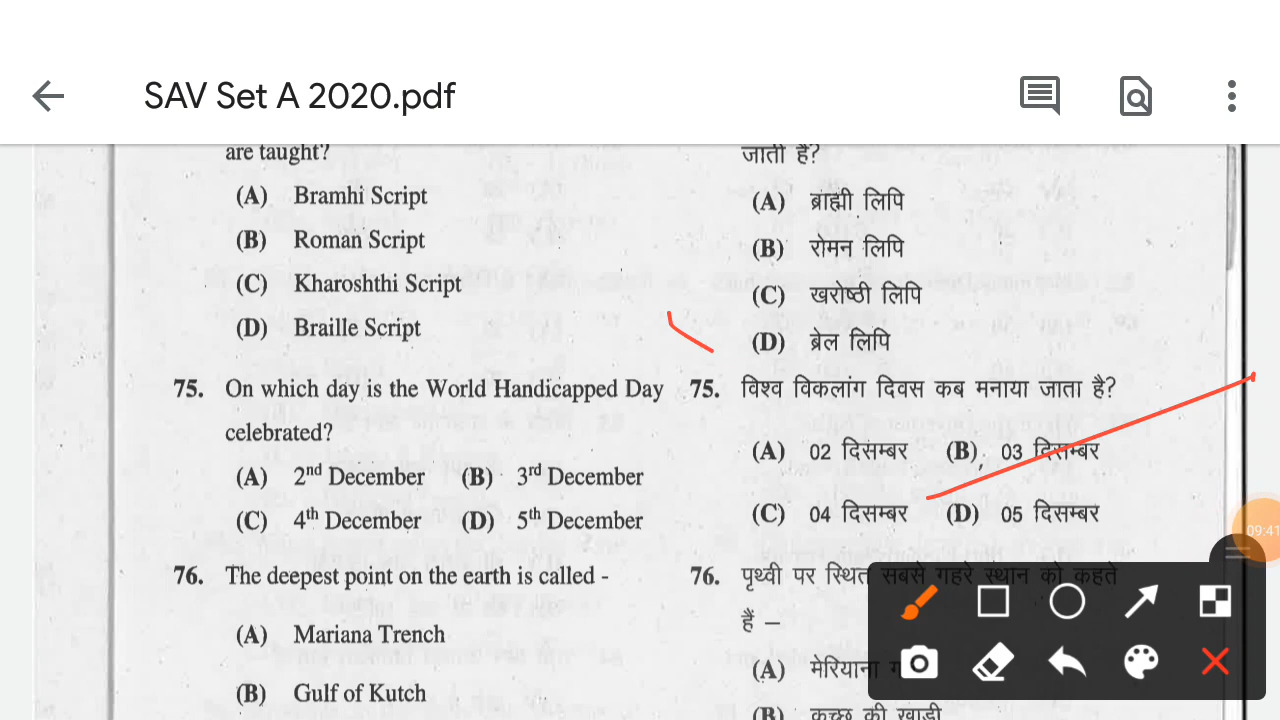 SAV Set A 2020.pdf
are taught?
(A) Bramhi Script
(B) Roman Script
(C) Kharoshthi Script
(D) Braille Script
75. On which day is the World Handicapped Day
celebrated?
(A) 2nd December (B) 3rd December
(C) 4th December (D) 5th December
76. The deepest point on the earth is called -
(A) Mariana Trench
(B) Gulf of Kutch
जाती है?
(A) ब्राह्मी लिपि
(B) रोमन लिपि
(C) खरोष्ठी लिपि
(D) ब्रेल लिपि
75. विश्व विकलांग दिवस कब मनाया जाता है?
(A) 02 दिसम्बर (B) 03 दिसम्बर
(C) 04 दिसम्बर (D) 05 दिसम्बर
76. पृथ्वी पर स्थित सबसे गहरे स्थान को कहते
हैं –
(A) मेरियाना
(B) कच्छ की खाड़ी
09:41